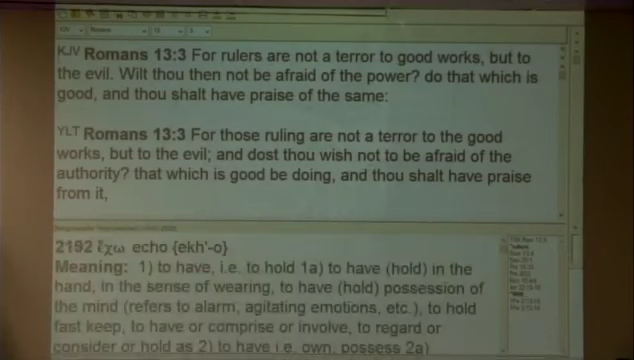 KJV Romans 13:3 For rulers are not a terror to good works, but to
the evil. Wilt thou then not be afraid of the power? do that which is
good, and thou shalt have praise of the same:
YLT Romans 13:3 For those ruling are not a terror to the good
works, but to the evil; and dost thou wish not to be afraid of the
authority? that which is good be doing, and thou shalt have praise
from it,
2192 ἔχω echo {ekh'-o}
Meaning: 1) to have, i.e. to hold 1a) to have (hold) in the
hand, in the sense of wearing, to have (hold) possession of
the mind (refers to alarm, agitating emotions, etc.), to hold
fast keep, to have or comprise or involve, to regard or
consider or hold as 2) to have i.e. own, possess 2a)